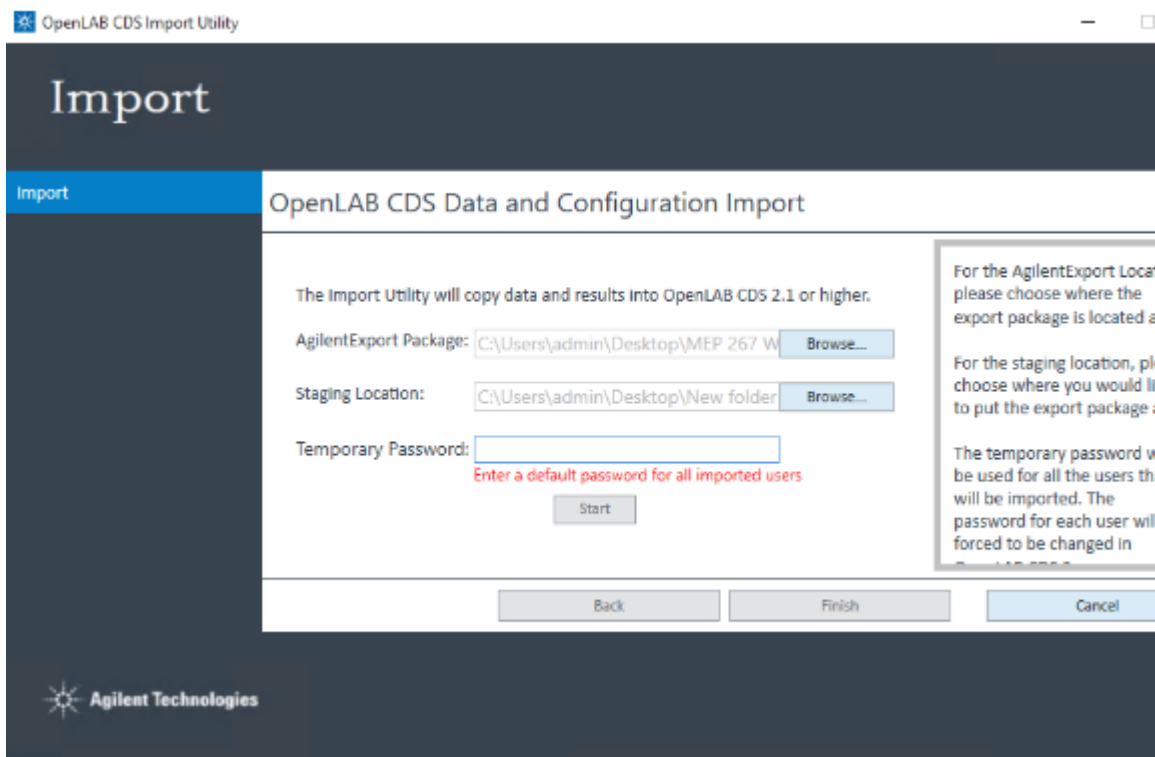 OpenLAB CDS Import Utility
Import
Import
OpenLAB CDS Data and Configuration Import
The Import Utility will copy data and results into OpenLAB CDS 2.1 or higher.
AgilentExport Package: C:\Users\admin\Desktop\MEP 267 W Browse...
Staging Location: C:\Users\admin\Desktop\New folder Browse...
Temporary Password:
Enter a default password for all imported users
Start
For the AgilentExport Locat
please choose where the
export package is located a
For the staging location, ple
choose where you would li
to put the export package a
The temporary password w
be used for all the users tha
will be imported. The
password for each user wil
forced to be changed in
Back Finish Cancel
Agilent Technologies